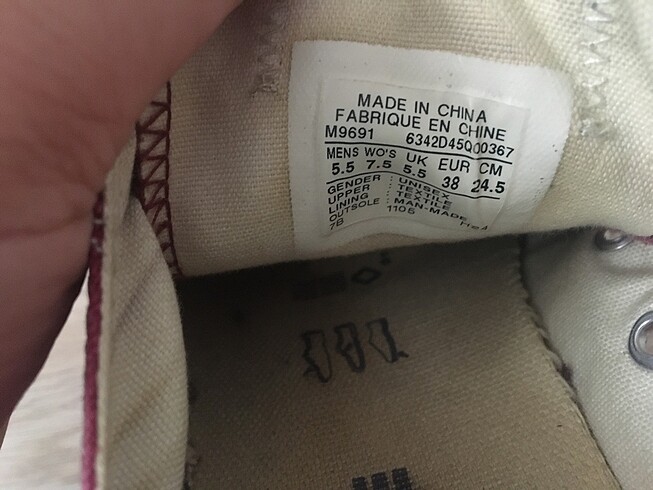 MADE IN CHINA
FABRIQUE EN CHINE
M9691 6342D45Q00367
MENS WO'S UK EUR CM
5.5 7.5 5.5 38 24.5
GENDER : UNISEX
UPPER : TEXTILE
LINING : TEXTILE
OUTSOLE : MAN-MADE
7B 1105